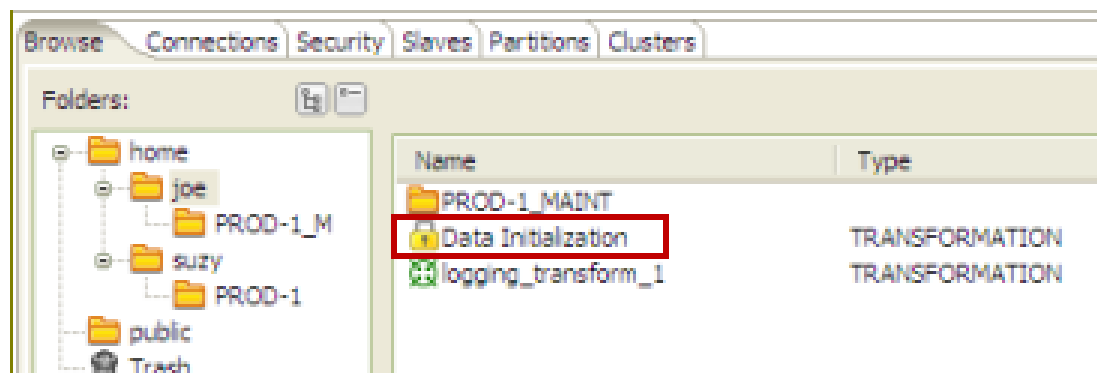 Browse Connections Security Slaves Partitions Clusters
Folders:
home
joe
PROD-1_M
suzy
PROD-1
public
Trash
Name Type
PROD-1_MAINT
Data Initialization TRANSFORMATION
logging_transform_1 TRANSFORMATION